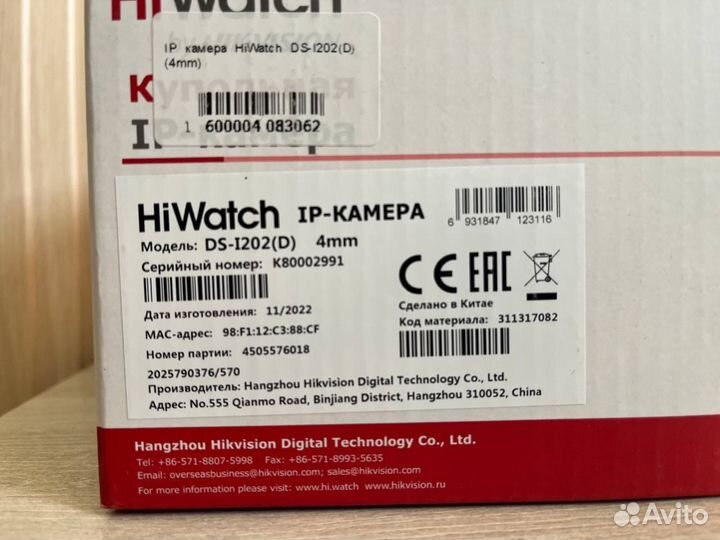 HiWatch
by HIKVISION
IP камера HiWatch DS-I202(D)
(4mm)
Купольная
1 600004 083062
IP-камера
HiWatch IP-КАМЕРА
6 931847 123116
Модель: DS-I202(D) 4mm
Серийный номер: K80002991
CE EAC
Дата изготовления: 11/2022
Сделано в Китае
MAC-адрес: 98:F1:12:C3:88:CF
Код материала: 311317082
Номер партии: 4505576018
2025790376/570
Производитель: Hangzhou Hikvision Digital Technology Co., Ltd.
Адрес: No.555 Qianmo Road, Binjiang District, Hangzhou 310052, China
Hangzhou Hikvision Digital Technology Co., Ltd.
Tel: +86-571-8807-5998 Fax: +86-571-8993-5635
Email: overseasbusiness@hikvision.com; sales@hikvision.com
For more information please visit: www.hi.watch www.hikvision.ru
Avito